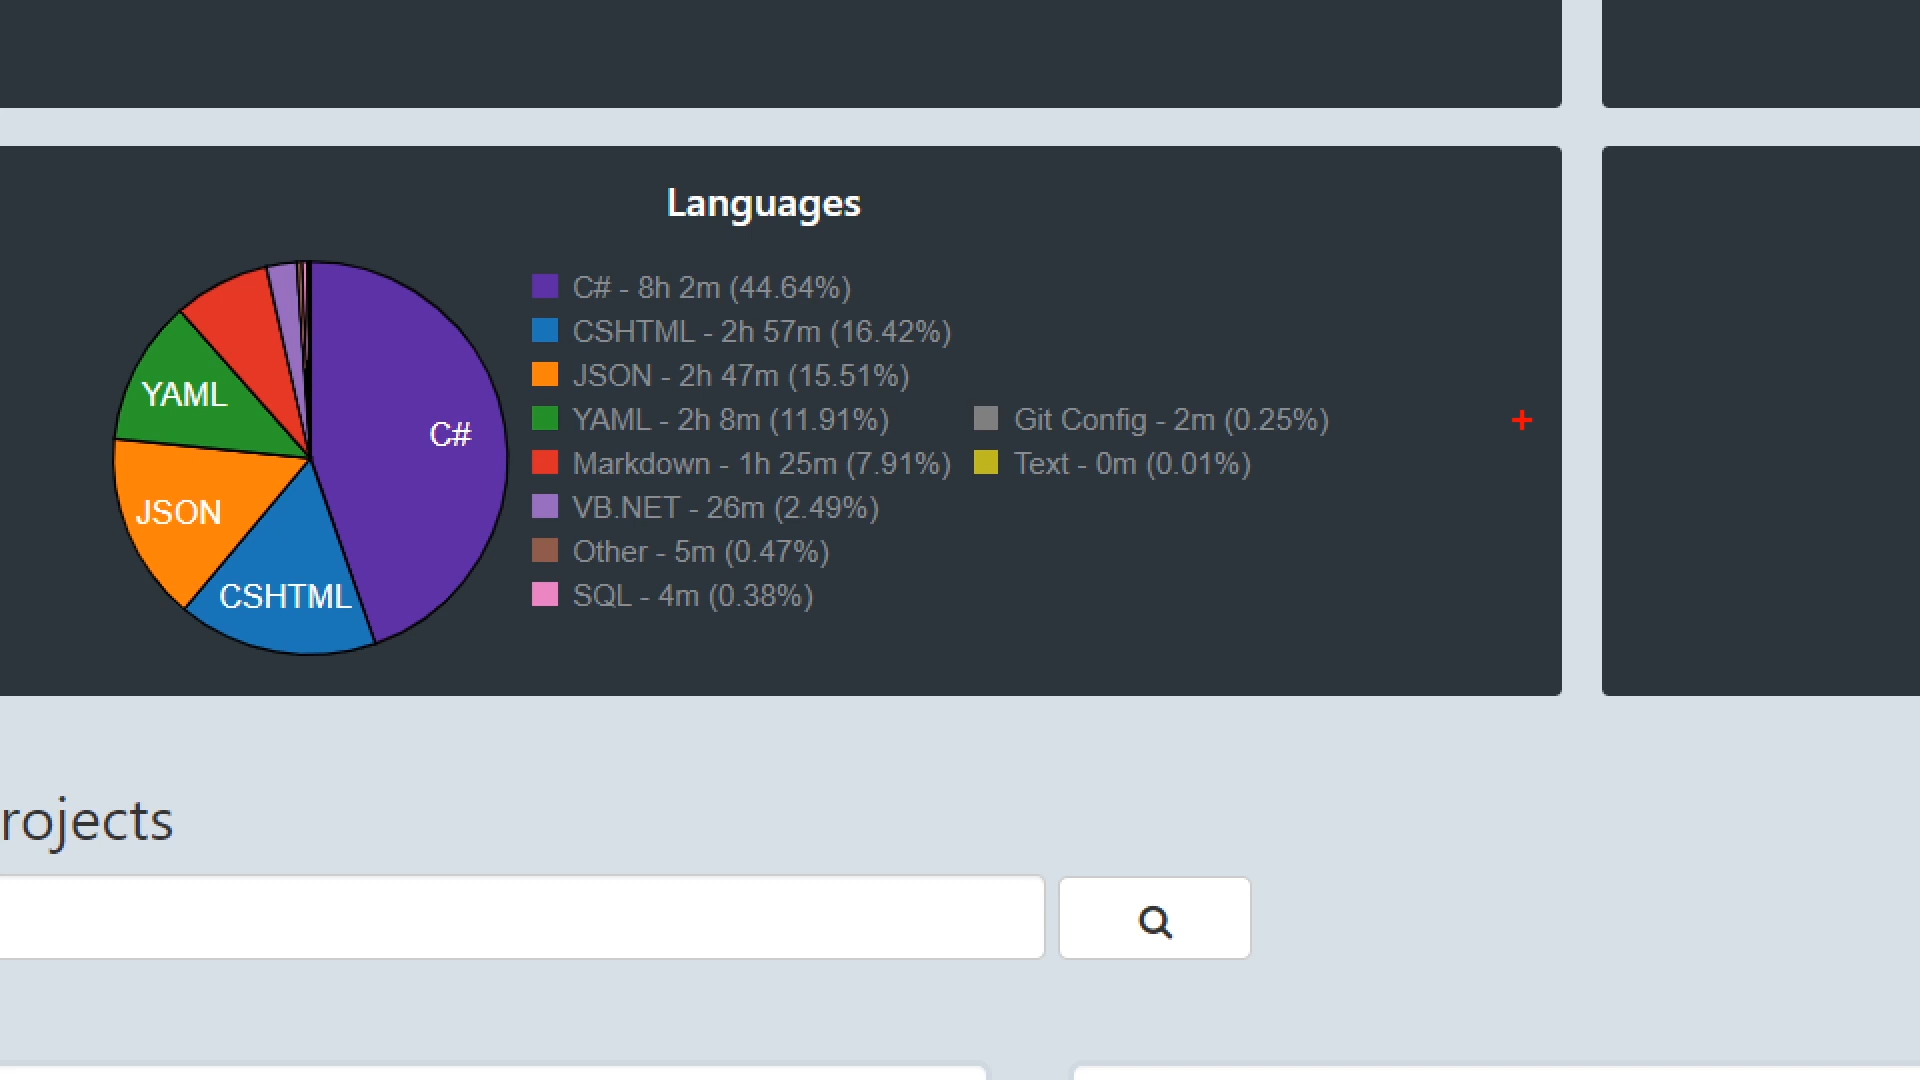 Languages
C# - 8h 2m (44.64%)
CSHTML - 2h 57m (16.42%)
JSON - 2h 47m (15.51%)
YAML - 2h 8m (11.91%)
Markdown - 1h 25m (7.91%)
VB.NET - 26m (2.49%)
Other - 5m (0.47%)
SQL - 4m (0.38%)
Git Config - 2m (0.25%)
Text - 0m (0.01%)
+
C#
YAML
JSON
CSHTML
rojects